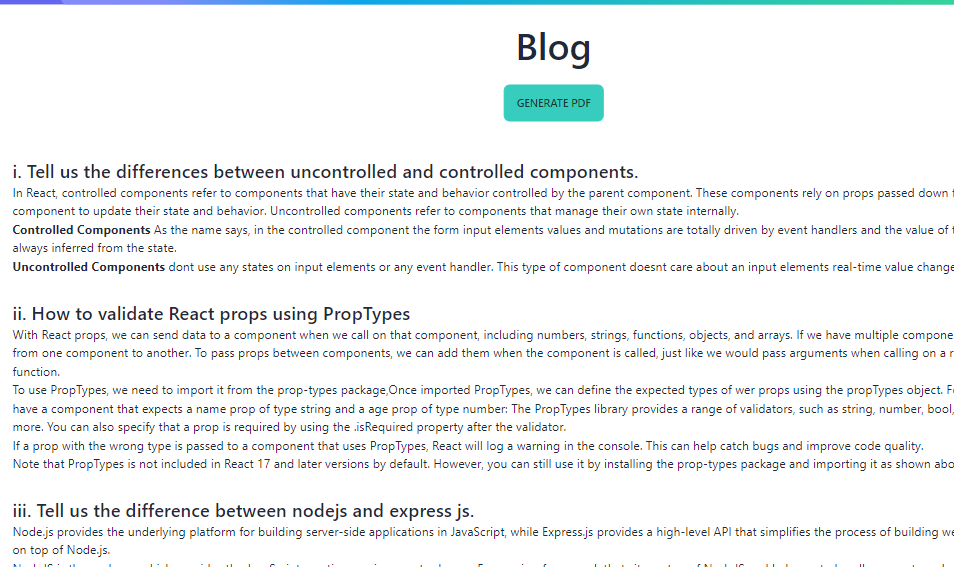 Blog
GENERATE PDF
i. Tell us the differences between uncontrolled and controlled components.
In React, controlled components refer to components that have their state and behavior controlled by the parent component. These components rely on props passed down
component to update their state and behavior. Uncontrolled components refer to components that manage their own state internally.
Controlled Components As the name says, in the controlled component the form input elements values and mutations are totally driven by event handlers and the value of
always inferred from the state.
Uncontrolled Components dont use any states on input elements or any event handler. This type of component doesnt care about an input elements real-time value change
ii. How to validate React props using PropTypes
With React props, we can send data to a component when we call on that component, including numbers, strings, functions, objects, and arrays. If we have multiple compone
from one component to another. To pass props between components, we can add them when the component is called, just like we would pass arguments when calling on a
function.
To use PropTypes, we need to import it from the prop-types package,Once imported PropTypes, we can define the expected types of wer props using the propTypes object.
have a component that expects a name prop of type string and a age prop of type number: The PropTypes library provides a range of validators, such as string, number, bool,
more. You can also specify that a prop is required by using the .isRequired property after the validator.
If a prop with the wrong type is passed to a component that uses PropTypes, React will log a warning in the console. This can help catch bugs and improve code quality.
Note that PropTypes is not included in React 17 and later versions by default. However, you can still use it by installing the prop-types package and importing it as shown abo
iii. Tell us the difference between nodejs and express js.
Node.js provides the underlying platform for building server-side applications in JavaScript, while Express.js provides a high-level API that simplifies the process of building we
on top of Node.js.